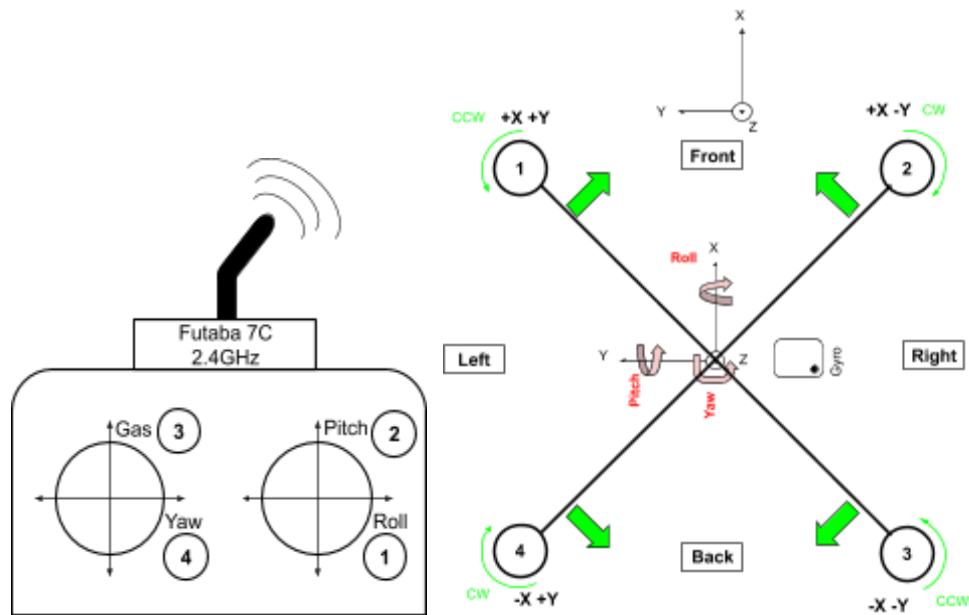 Futaba 7C
2.4GHz
Gas
3
Pitch
2
Yaw
4
Roll
1
X
Y
Z
CCW
+X +Y
1
Front
+X -Y
CW
2
Roll
X
Left
Y
Z
Pitch
Yaw
Gyro
Right
4
CW
-X +Y
Back
3
CCW
-X -Y